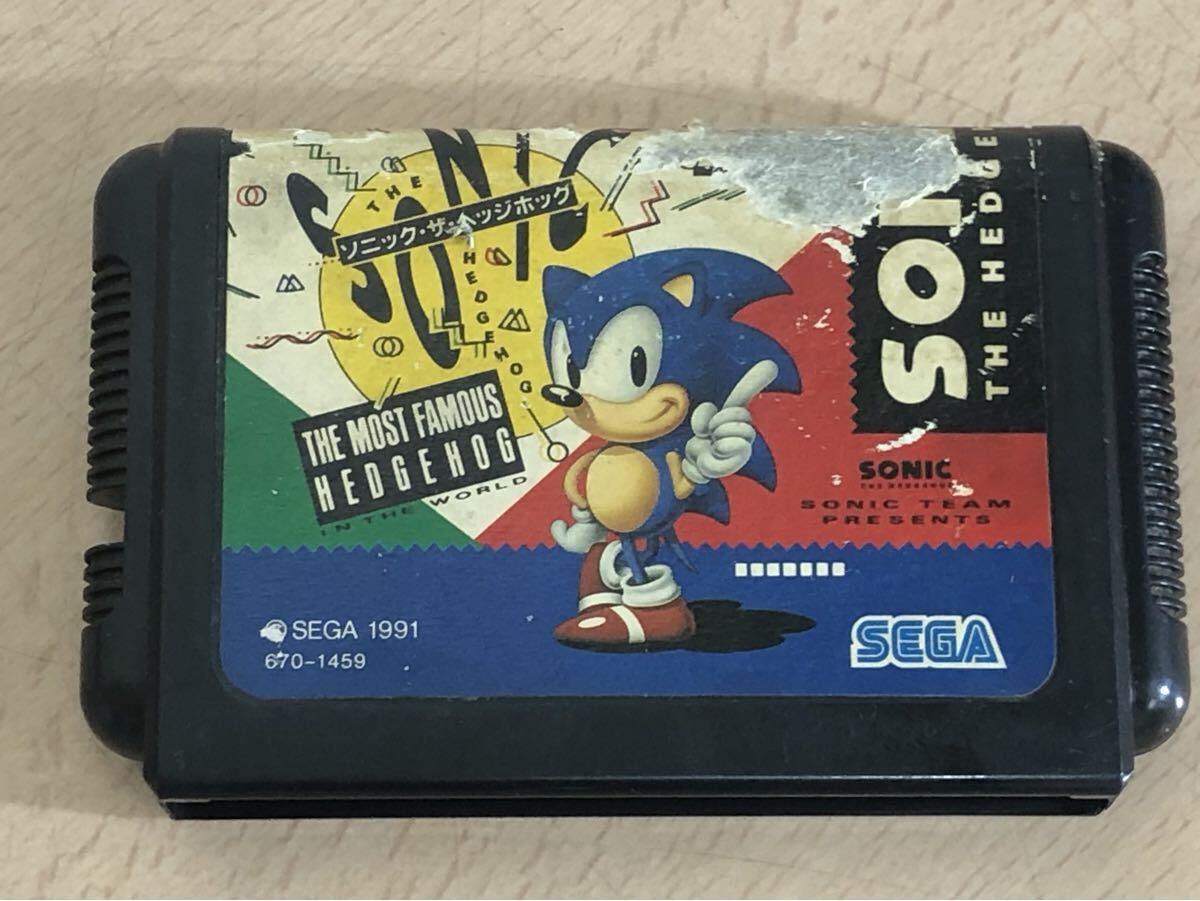 SONIC
THE
ソニック・ザ・ヘッジホッグ
HEDGEHOG
THE MOST FAMOUS
HEDGEHOG
IN THE WORLD
THE HEDGE
SONIC
SONIC TEAM
PRESENTS
© SEGA 1991
670-1459
SEGA